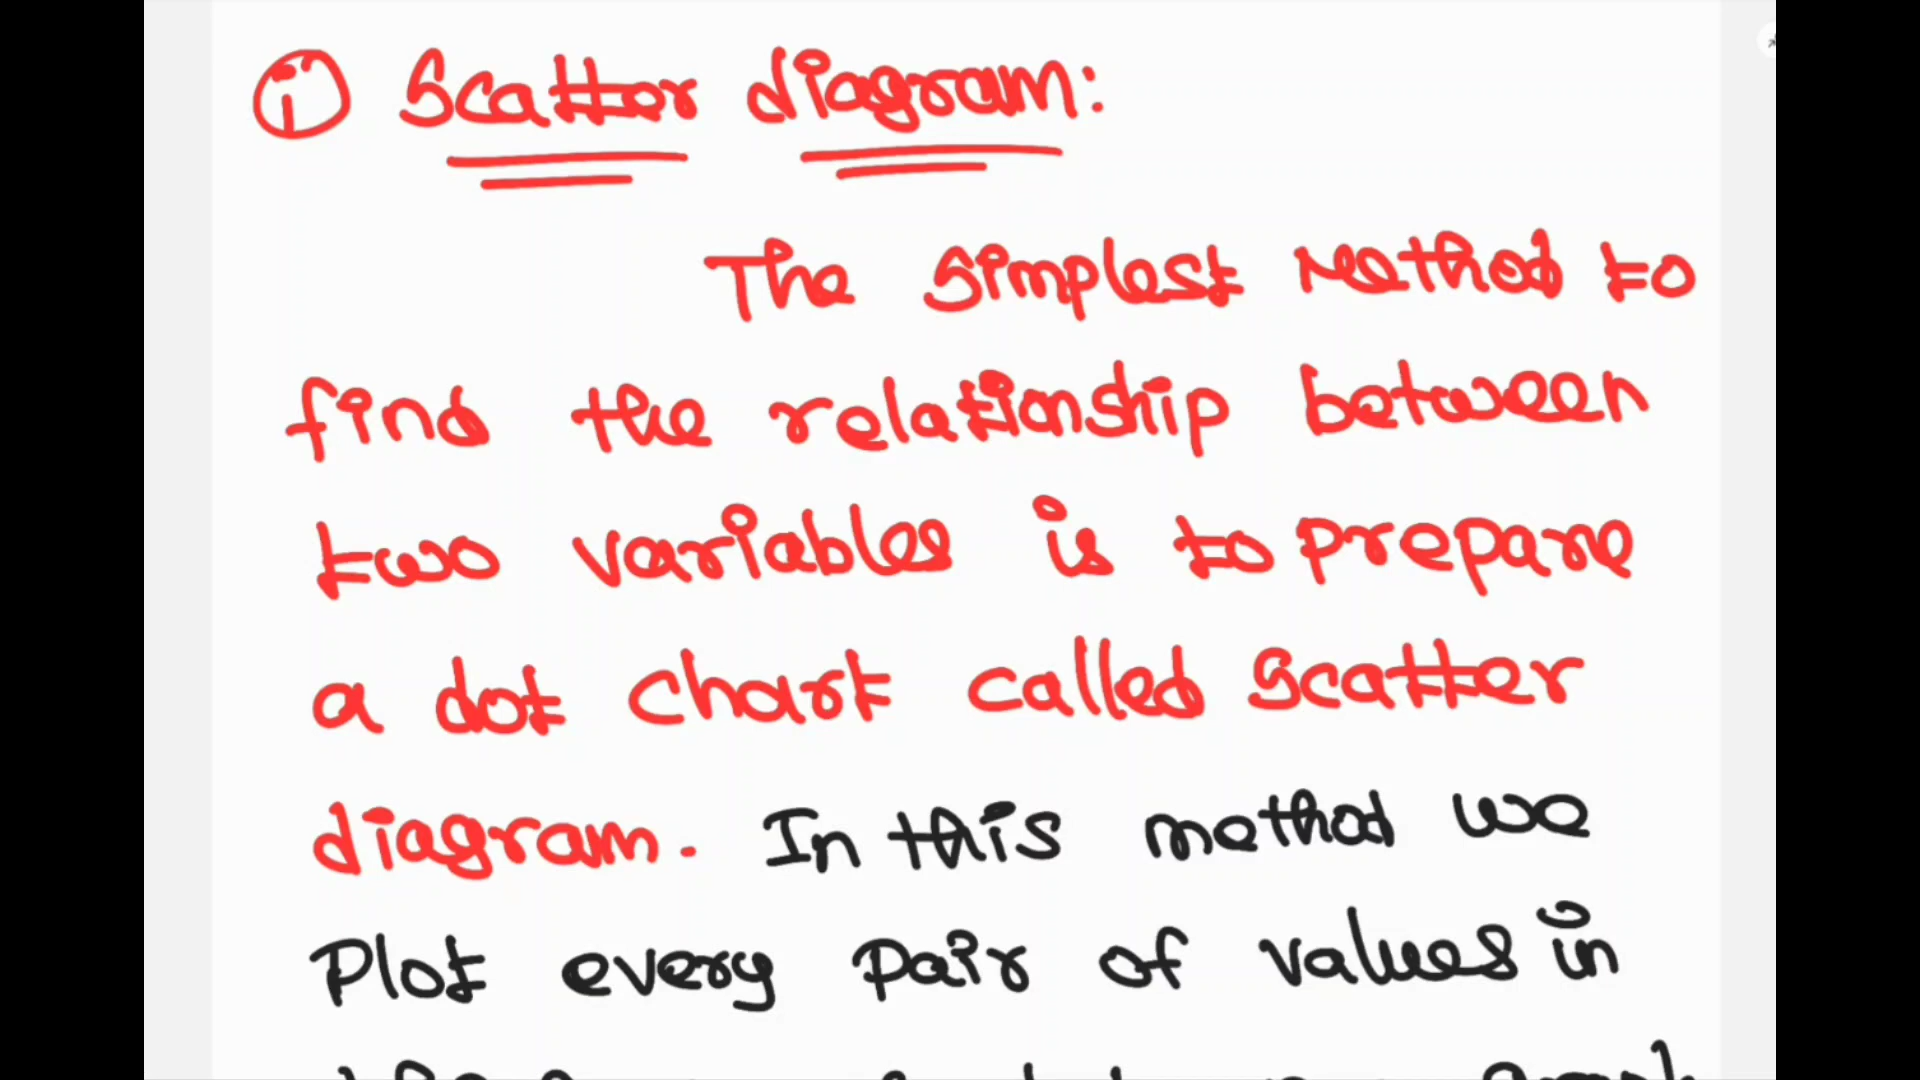 i Scatter diagram:
The simplest method to
find the relationship between
two variables is to prepare
a dot chart called scatter
diagram. In this method we
Plot every pair of values in